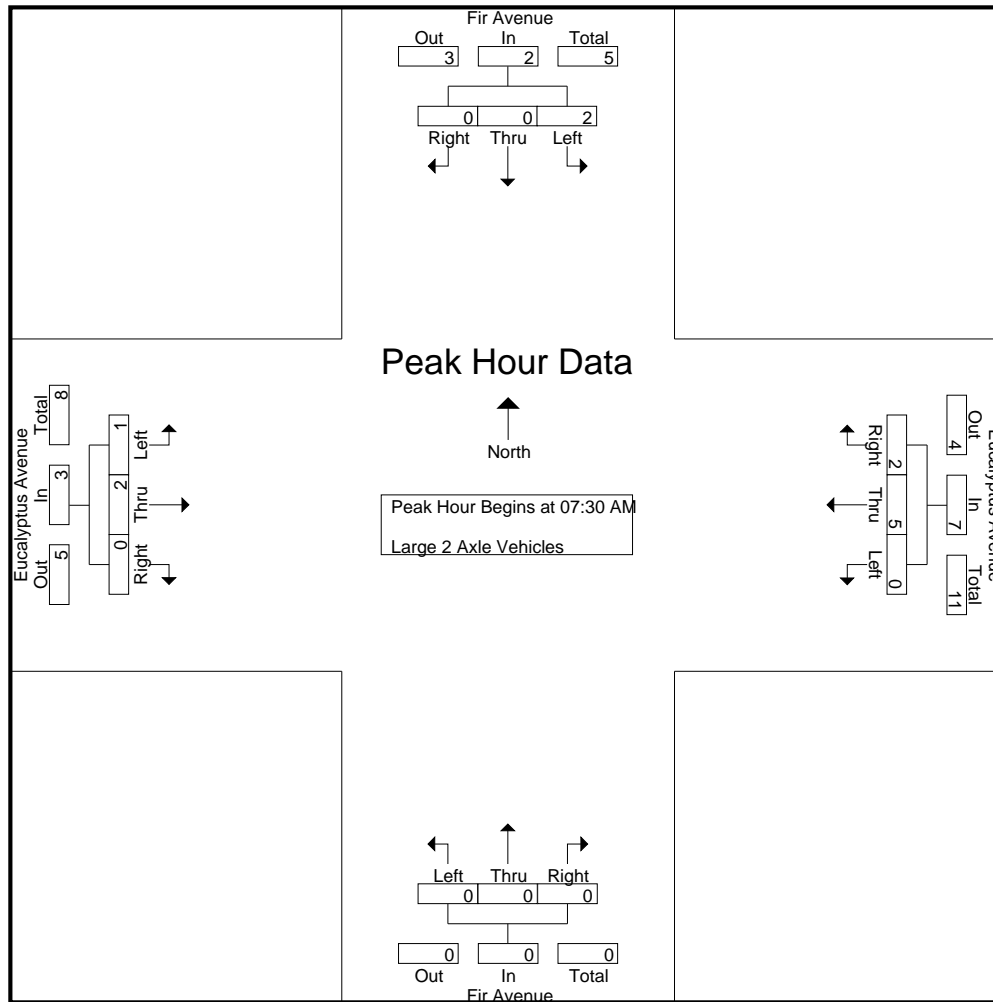 Fir Avenue
Out In Total
3 2 5
0 0 2
Right Thru Left
Peak Hour Data
North
Peak Hour Begins at 07:30 AM
Large 2 Axle Vehicles
Eucalyptus Avenue
Out In Total
5 3 8
Left Thru Right
1 2 0
Eucalyptus Avenue
Out In Total
4 7 11
Right Thru Left
2 5 0
Left Thru Right
0 0 0
0 0 0
Out In Total
Fir Avenue